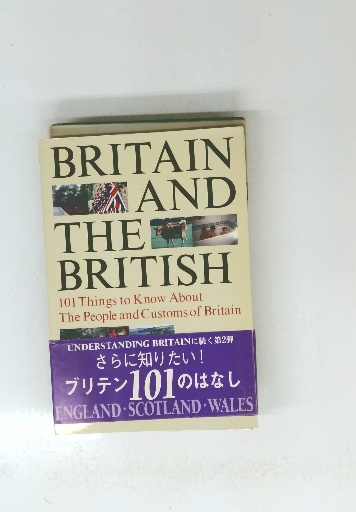 BRITAIN
AND
THE
BRITISH
101 Things to Know About
The People and Customs of Britain
UNDERSTANDING BRITAINに続く第2弾
さらに知りたい！
ブリテン101のはなし
ENGLAND·SCOTLAND·WALES